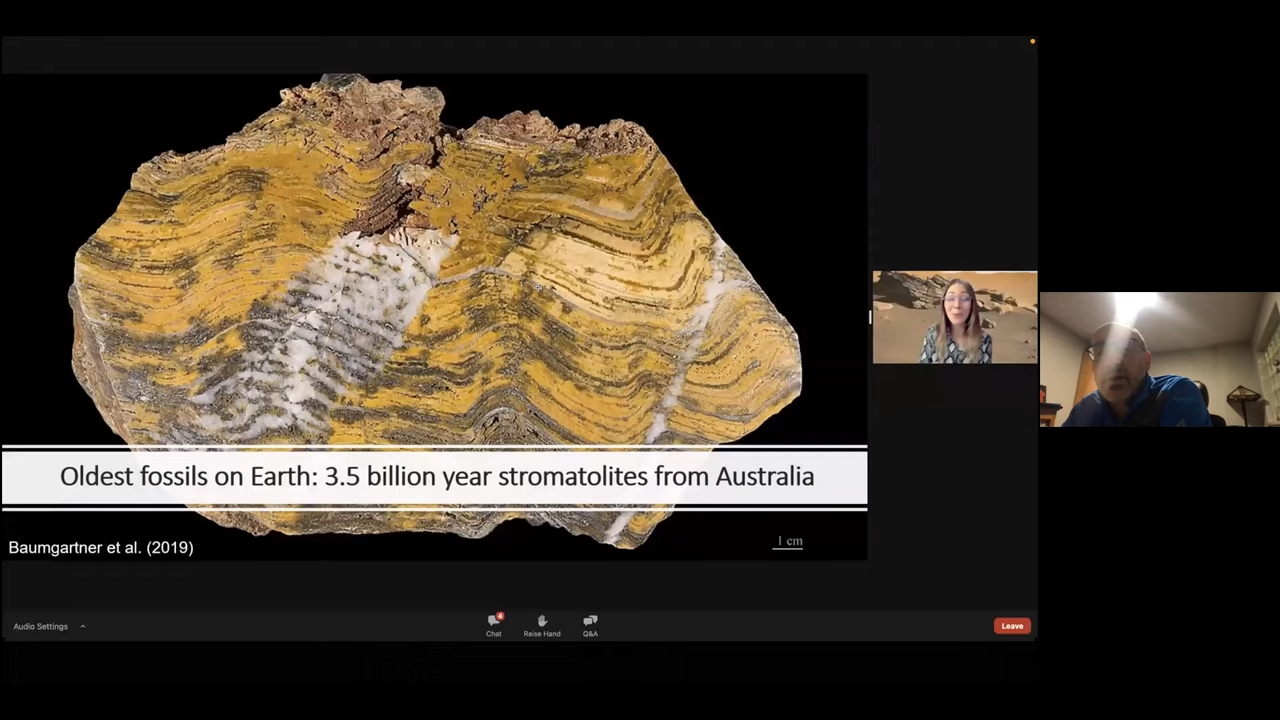 Oldest fossils on Earth: 3.5 billion year stromatolites from Australia
Baumgartner et al. (2019)
1 cm
Audio Settings
4
Chat
Raise Hand
Q&A
Leave